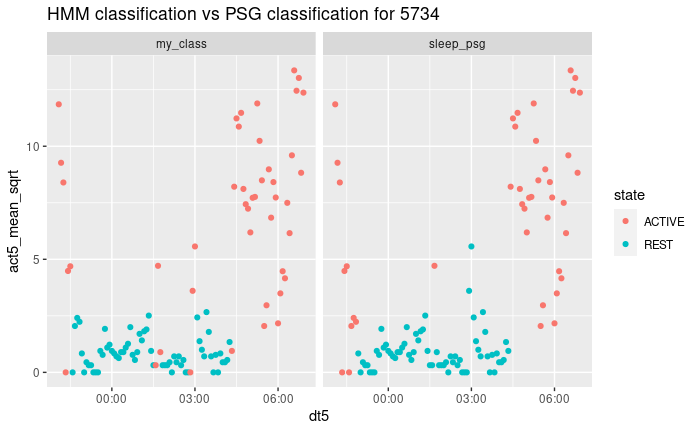 HMM classification vs PSG classification for 5734
my_class
sleep_psg
act5_mean_sqrt
10
5
0
00:00
03:00
06:00
00:00
03:00
06:00
dt5
state
ACTIVE
REST